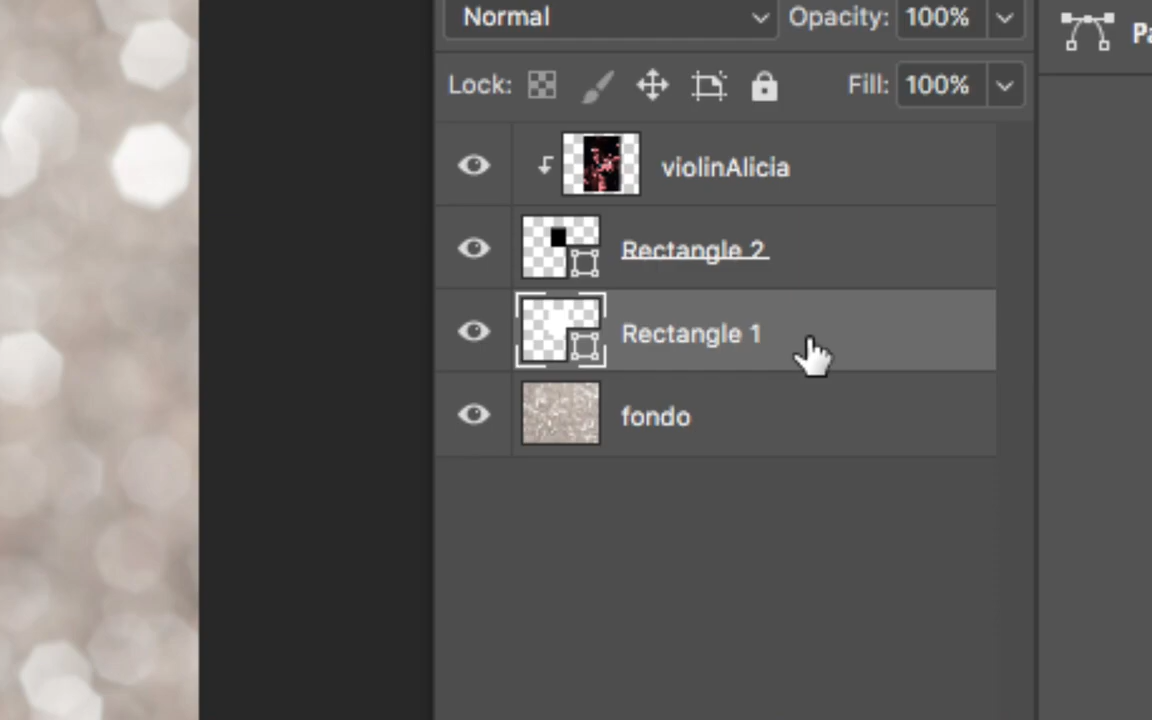 Normal Opacity: 100%
Lock: Fill: 100%
violinAlicia
Rectangle 2
Rectangle 1
fondo